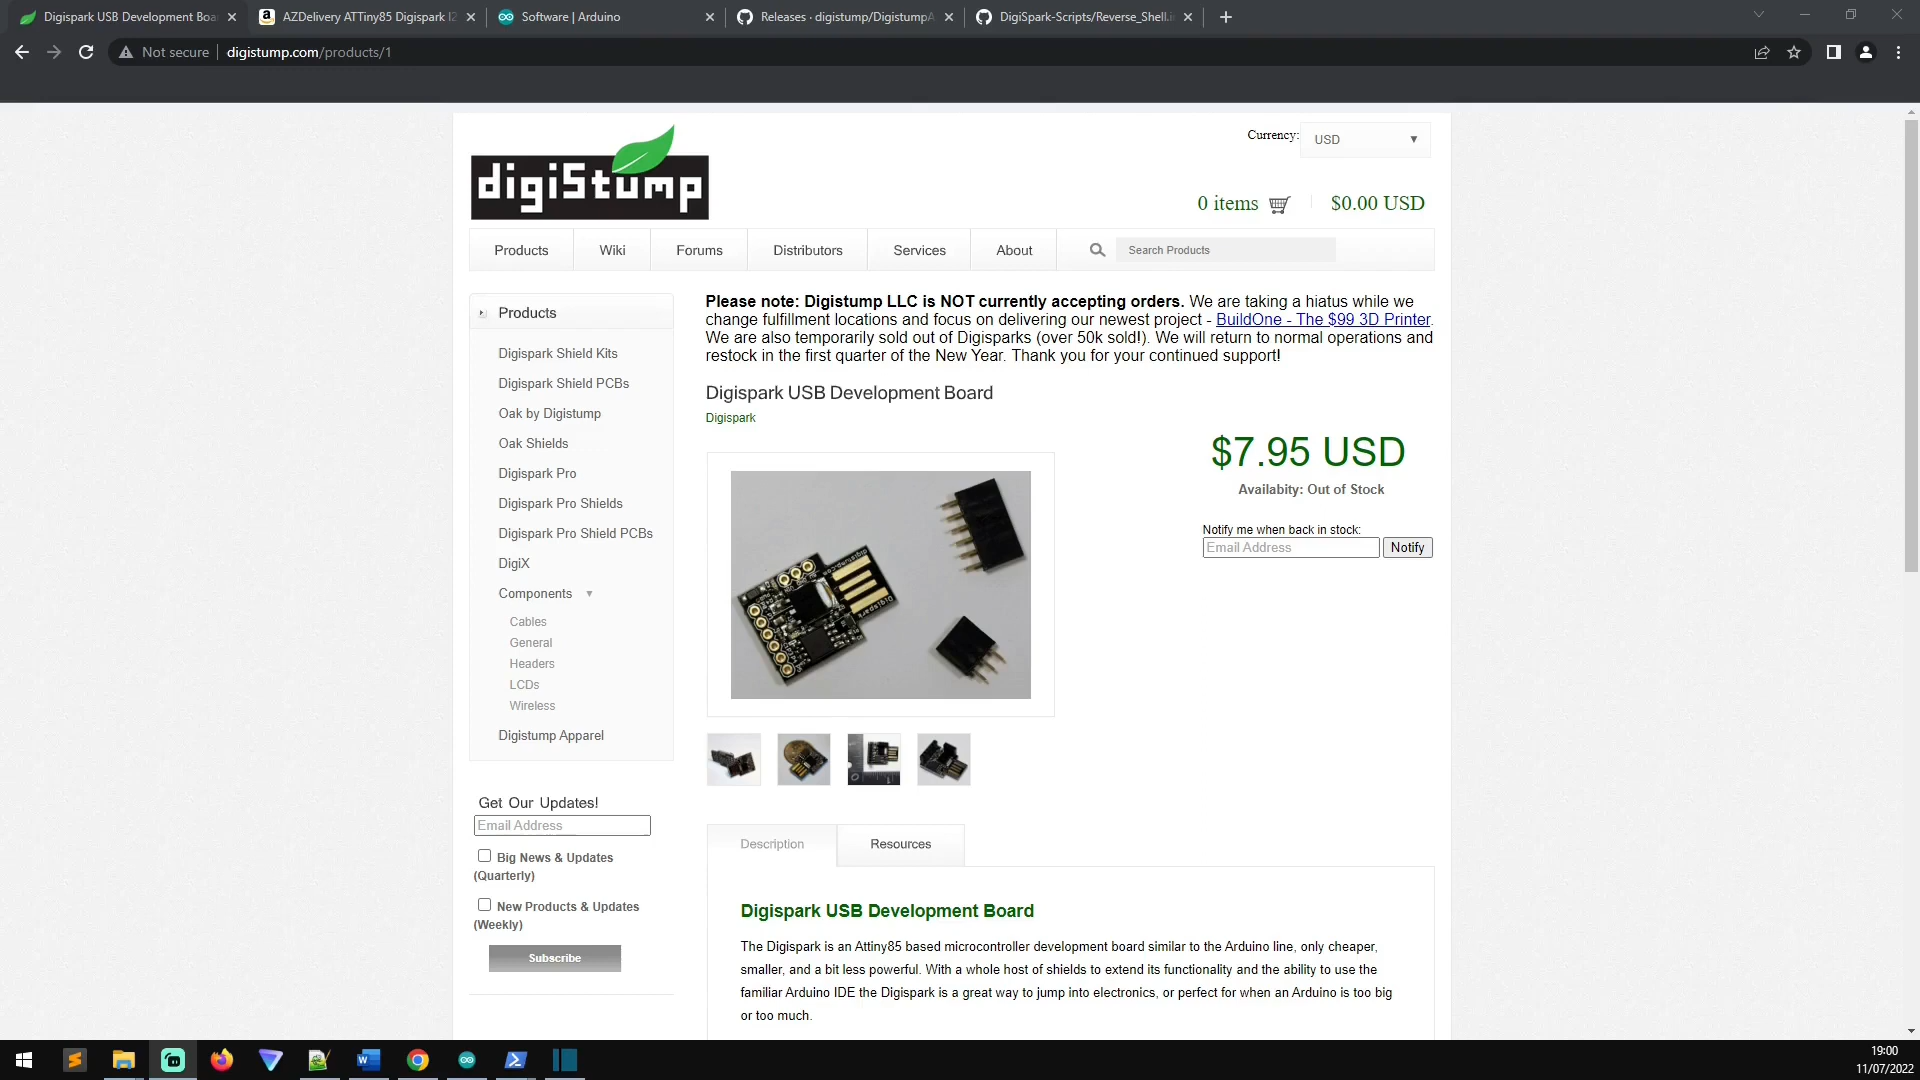 Digispark USB Development Boa
AZDelivery ATTiny85 Digispark I2
Software | Arduino
Releases · digistump/DigistumpA
DigiSpark-Scripts/Reverse_Shell.i
Not secure
digistump.com/products/1
digistump
Currency:
USD
0 items
$0.00 USD
Products
Wiki
Forums
Distributors
Services
About
Search Products
Products
Digispark Shield Kits
Digispark Shield PCBs
Oak by Digistump
Oak Shields
Digispark Pro
Digispark Pro Shields
Digispark Pro Shield PCBs
DigiX
Components
Cables
General
Headers
LCDs
Wireless
Digistump Apparel
Get Our Updates!
Email Address
Big News & Updates
(Quarterly)
New Products & Updates
(Weekly)
Subscribe
Please note: Digistump LLC is NOT currently accepting orders. We are taking a hiatus while we
change fulfillment locations and focus on delivering our newest project - BuildOne - The $99 3D Printer.
We are also temporarily sold out of Digisparks (over 50k sold!). We will return to normal operations and
restock in the first quarter of the New Year. Thank you for your continued support!
Digispark USB Development Board
Digispark
$7.95 USD
Availabity: Out of Stock
Notify me when back in stock:
Email Address
Notify
Description
Resources
Digispark USB Development Board
The Digispark is an Attiny85 based microcontroller development board similar to the Arduino line, only cheaper,
smaller, and a bit less powerful. With a whole host of shields to extend its functionality and the ability to use the
familiar Arduino IDE the Digispark is a great way to jump into electronics, or perfect for when an Arduino is too big
or too much.
19:00
11/07/2022